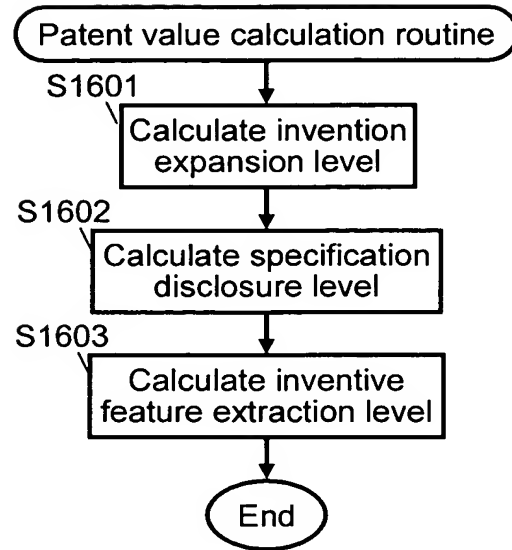 Patent value calculation routine
S1601
Calculate invention
expansion level
S1602
Calculate specification
disclosure level
S1603
Calculate inventive
feature extraction level
End